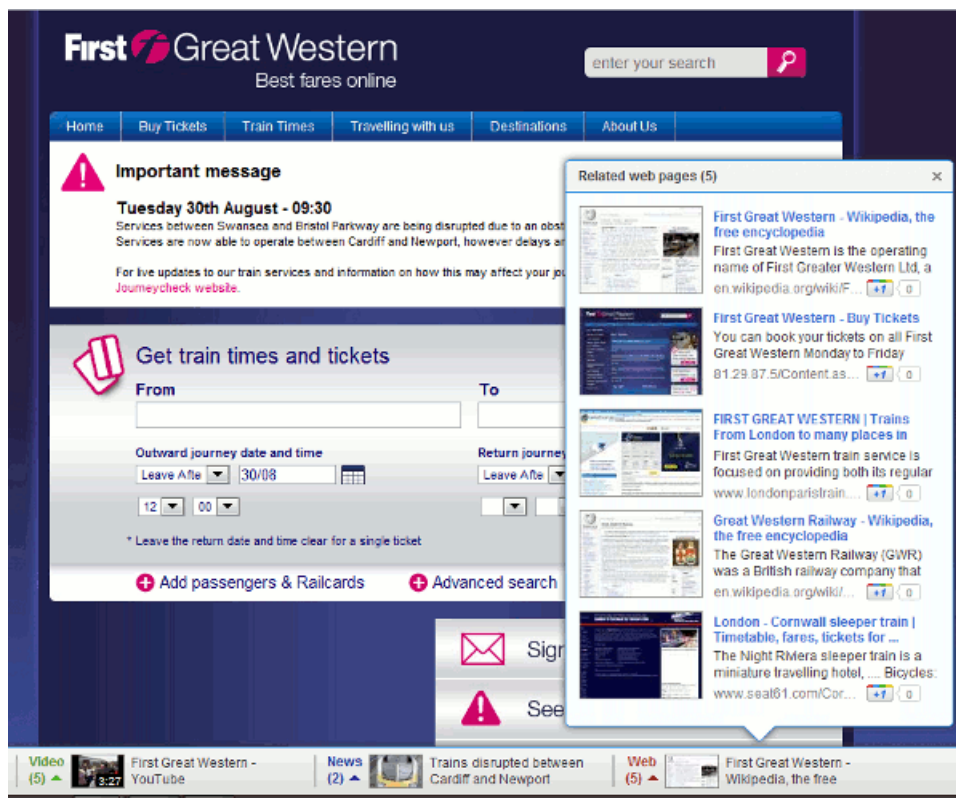 First Great Western
Best fares online
enter your search
Home Buy Tickets Train Times Travelling with us Destinations About Us
Important message
Tuesday 30th August - 09:30
Services between Swansea and Bristol Parkway are being disrupted due to an obst
Services are now able to operate between Cardiff and Newport, however delays an
For live updates to our train services and information on how this may affect your jou
Journeycheck website.
Get train times and tickets
From To
Outward journey date and time Return journey
Leave Afte 30/08 Leave Afte
12 00
* Leave the return date and time clear for a single ticket
Add passengers & Railcards Advanced search
Sign
See
Related web pages (5) ×
First Great Western - Wikipedia, the
free encyclopedia
First Great Western is the operating
name of First Greater Western Ltd, a
en.wikipedia.org/wiki/F... +1 0
First Great Western - Buy Tickets
You can book your tickets on all First
Great Western Monday to Friday
81.29.87.5/Content.as... +1 0
FIRST GREAT WESTERN | Trains
From London to many places in
First Great Western train service is
focused on providing both its regular
www.londonparistrain.... +1 0
Great Western Railway - Wikipedia,
the free encyclopedia
The Great Western Railway (GWR)
was a British railway company that
en.wikipedia.org/wiki/... +1 0
London - Cornwall sleeper train |
Timetable, fares, tickets for ...
The Night Riviera sleeper train is a
miniature travelling hotel, .... Bicycles:
www.seat61.com/Cor... +1 0
Video
(5)
3:27
First Great Western -
YouTube
News
(2)
Trains disrupted between
Cardiff and Newport
Web
(5)
First Great Western -
Wikipedia, the free